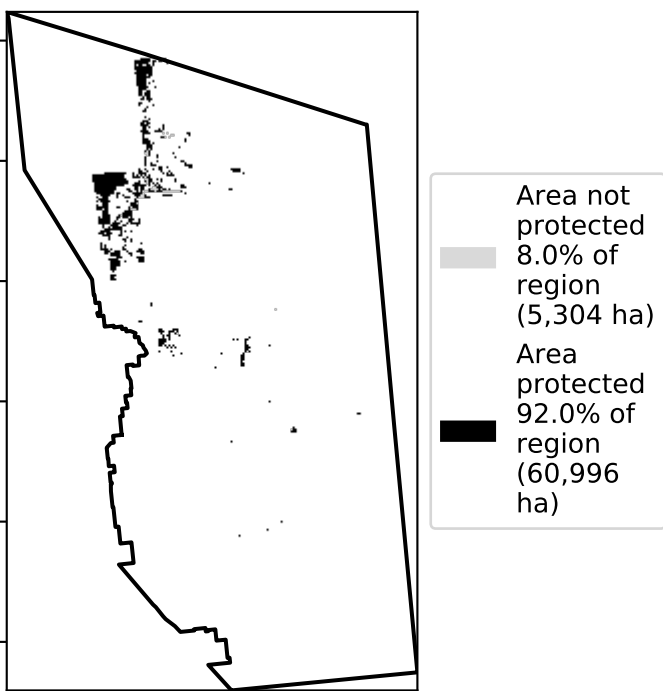 Area not
protected
8.0% of
region
(5,304 ha)
Area
protected
92.0% of
region
(60,996
ha)